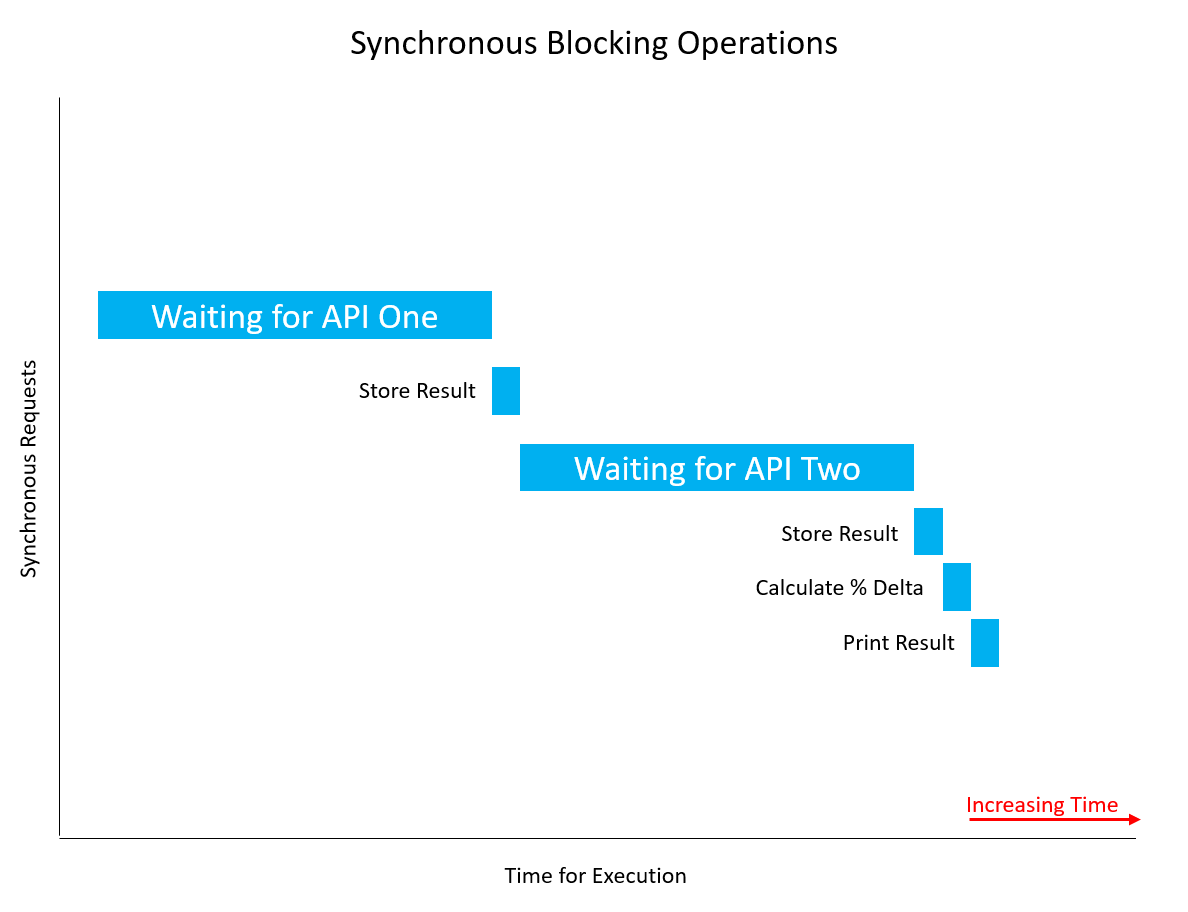 Synchronous Blocking Operations
Synchronous Requests
Waiting for API One
Store Result
Waiting for API Two
Store Result
Calculate % Delta
Print Result
Increasing Time
Time for Execution